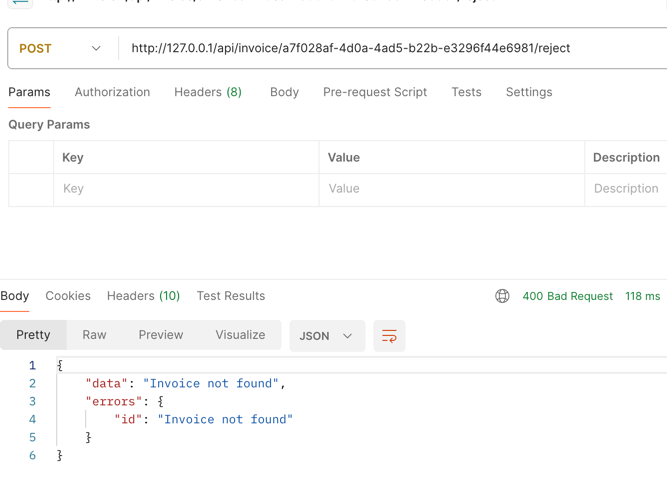 POST http://127.0.0.1/api/invoice/a7f028af-4d0a-4ad5-b22b-e3296f44e6981/reject
Params Authorization Headers (8) Body Pre-request Script Tests Settings
Query Params
Key Value Description
Key Value Description
Body Cookies Headers (10) Test Results 400 Bad Request 118 ms
Pretty Raw Preview Visualize JSON
1 {
2 "data": "Invoice not found",
3 "errors": {
4 "id": "Invoice not found"
5 }
6 }